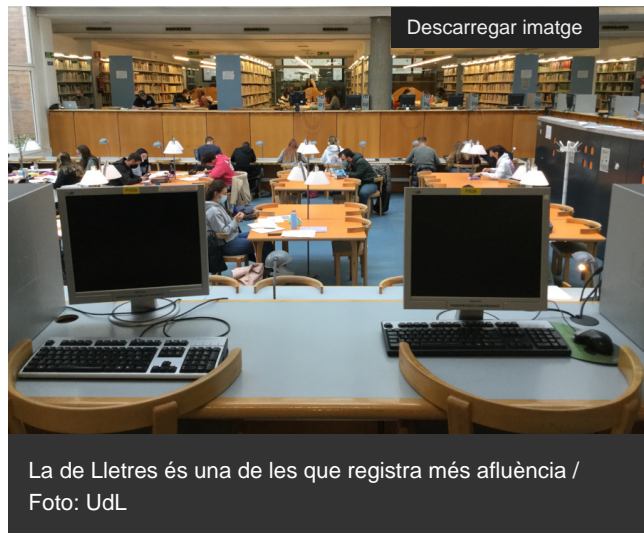 Descarregar imatge
La de Lletres és una de les que registra més afluència /
Foto: UdL